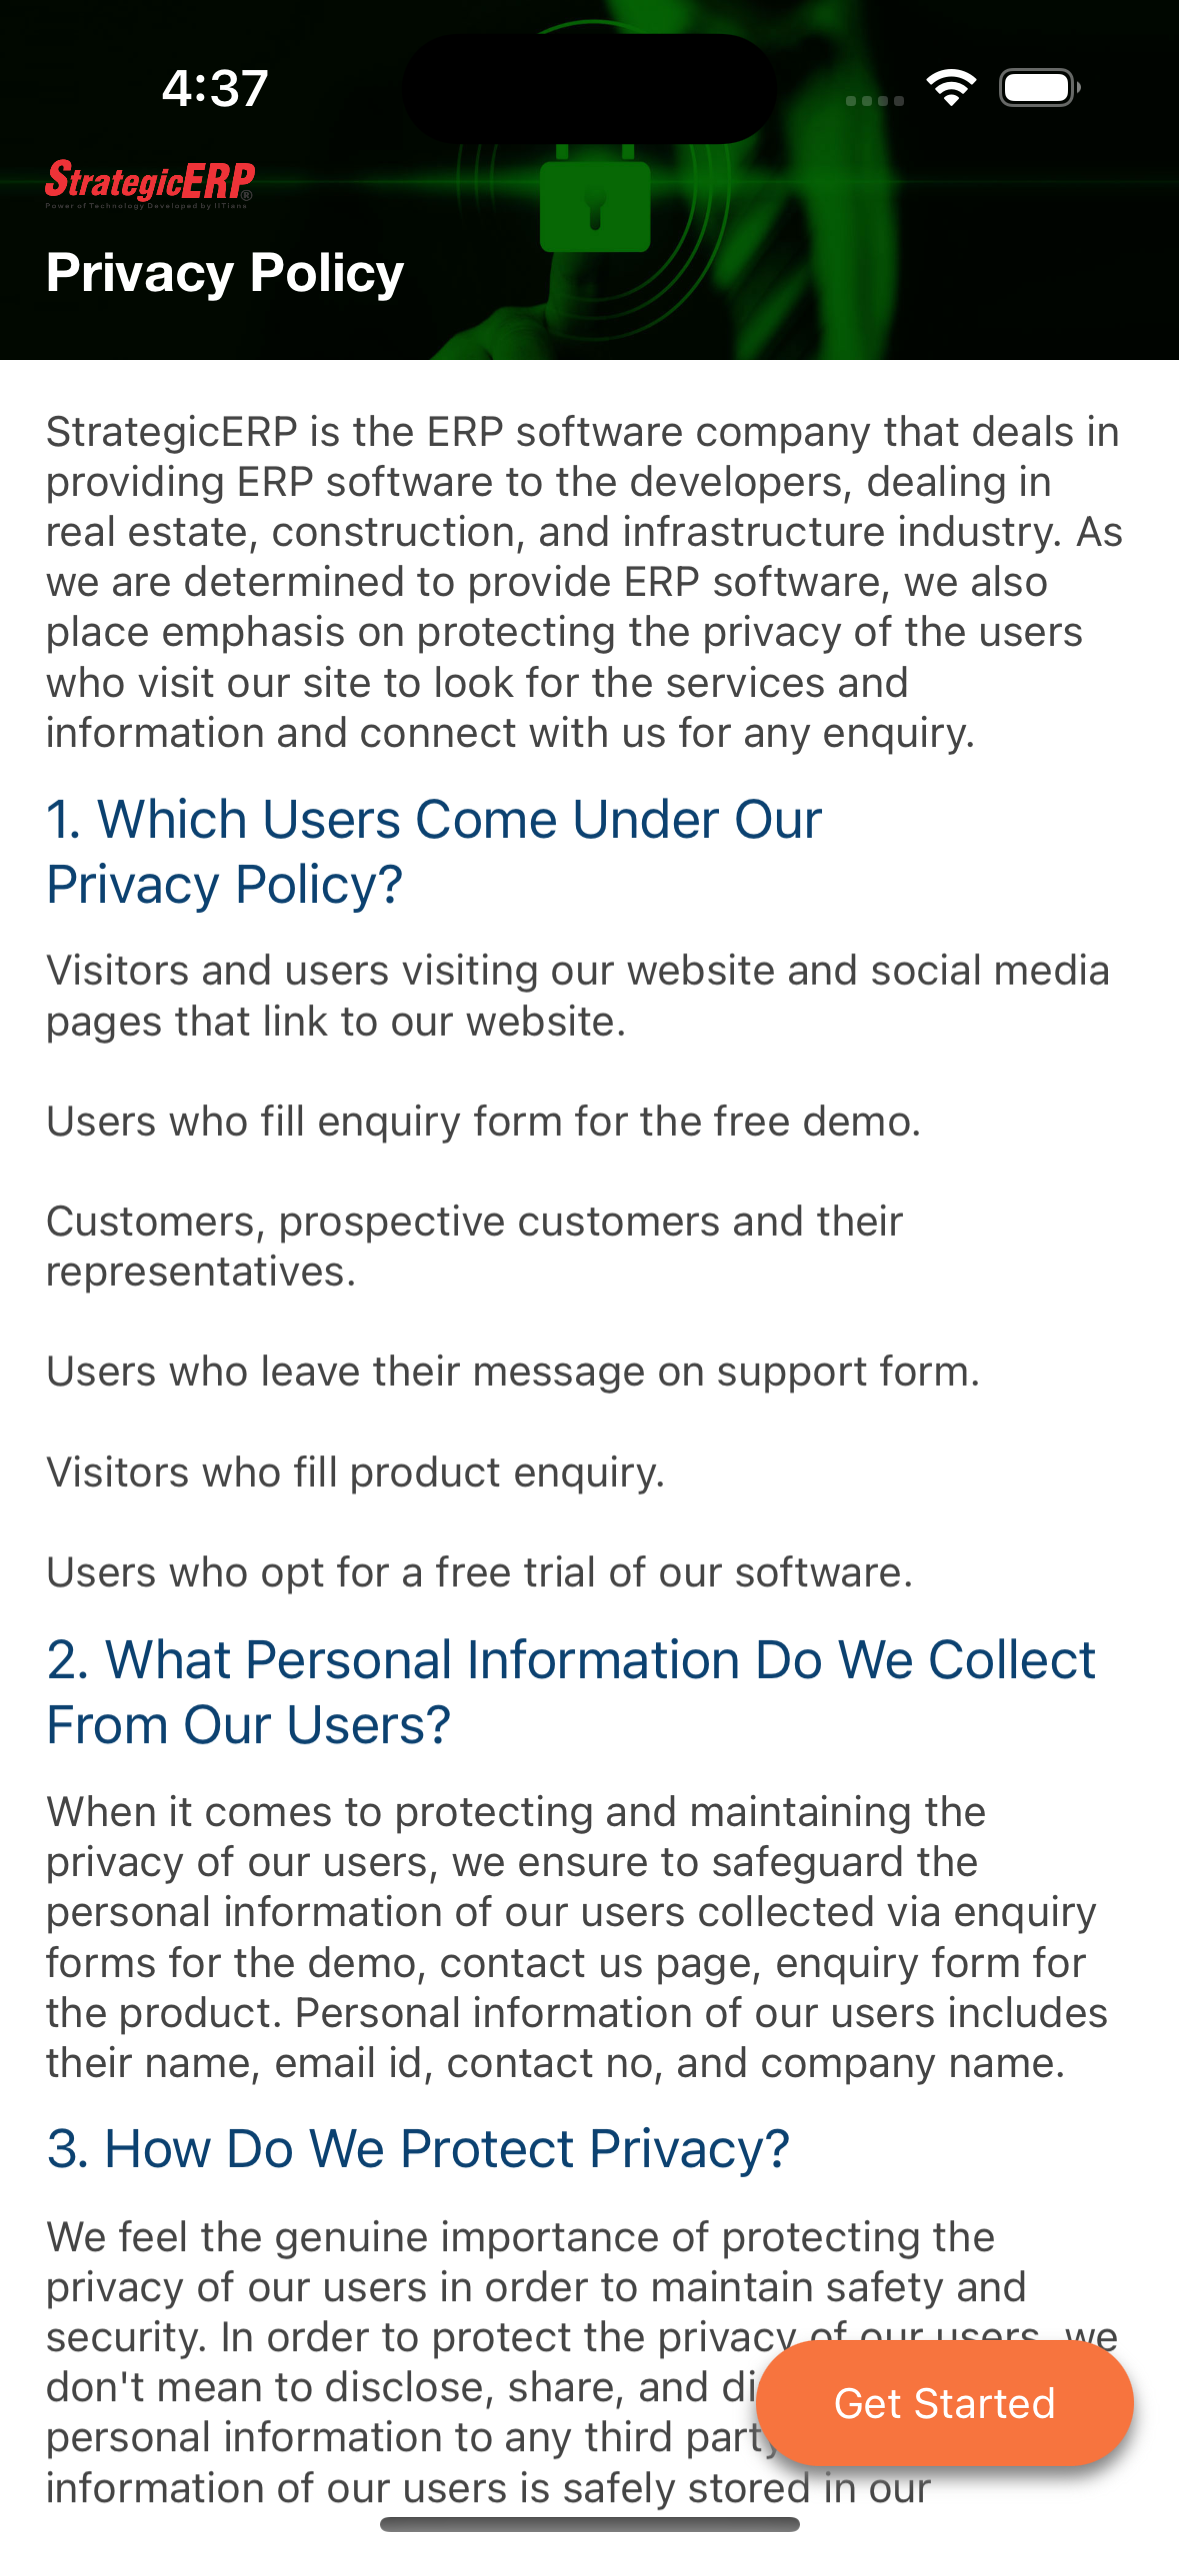 4:37
StrategicERP®
Power of Technology Developed by IITians
Privacy Policy
StrategicERP is the ERP software company that deals in
providing ERP software to the developers, dealing in
real estate, construction, and infrastructure industry. As
we are determined to provide ERP software, we also
place emphasis on protecting the privacy of the users
who visit our site to look for the services and
information and connect with us for any enquiry.
1. Which Users Come Under Our
Privacy Policy?
Visitors and users visiting our website and social media
pages that link to our website.
Users who fill enquiry form for the free demo.
Customers, prospective customers and their
representatives.
Users who leave their message on support form.
Visitors who fill product enquiry.
Users who opt for a free trial of our software.
2. What Personal Information Do We Collect
From Our Users?
When it comes to protecting and maintaining the
privacy of our users, we ensure to safeguard the
personal information of our users collected via enquiry
forms for the demo, contact us page, enquiry form for
the product. Personal information of our users includes
their name, email id, contact no, and company name.
3. How Do We Protect Privacy?
We feel the genuine importance of protecting the
privacy of our users in order to maintain safety and
security. In order to protect the privacy of our users, we
don't mean to disclose, share, and di
personal information to any third party
information of our users is safely stored in our
Get Started